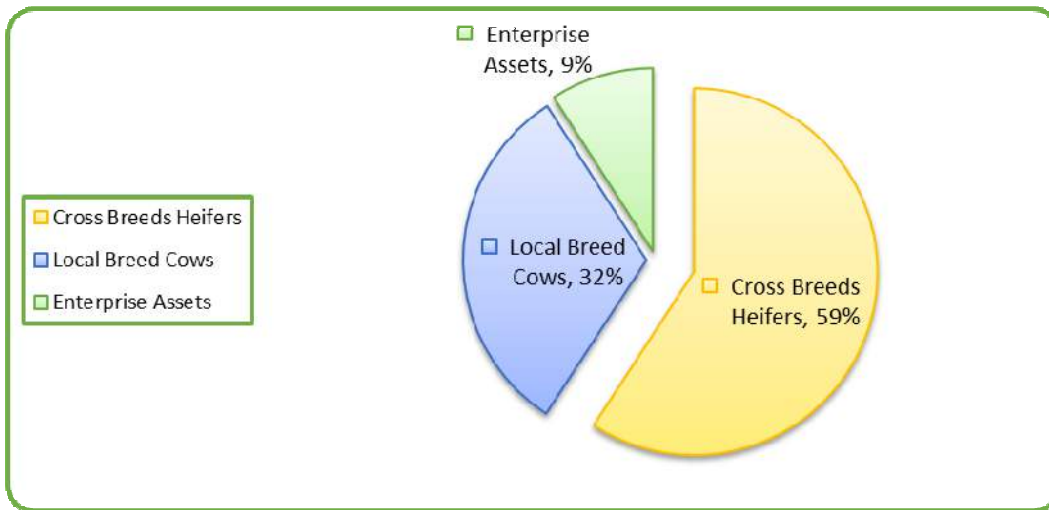 Enterprise
Assets, 9%
Cross Breeds Heifers
Local Breed Cows
Enterprise Assets
Local Breed
Cows, 32%
Cross Breeds
Heifers, 59%